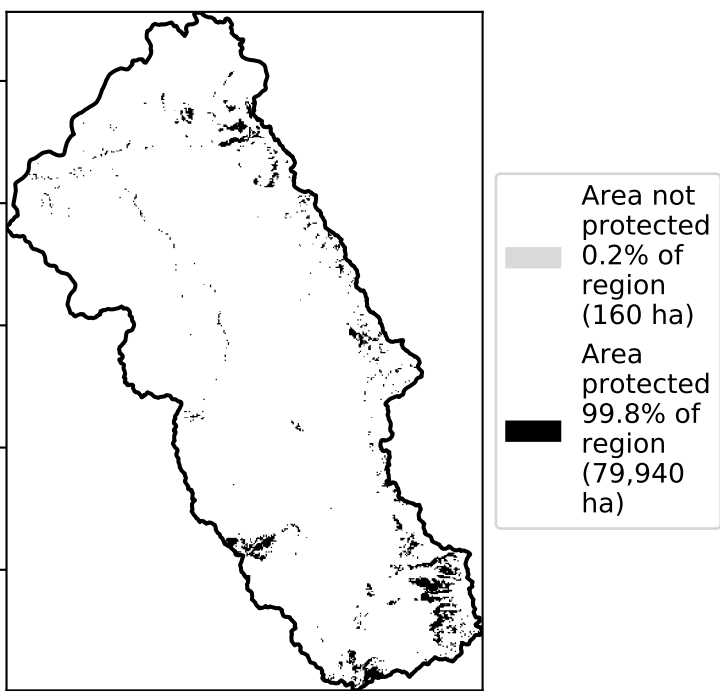 Area not
protected
0.2% of
region
(160 ha)
Area
protected
99.8% of
region
(79,940
ha)